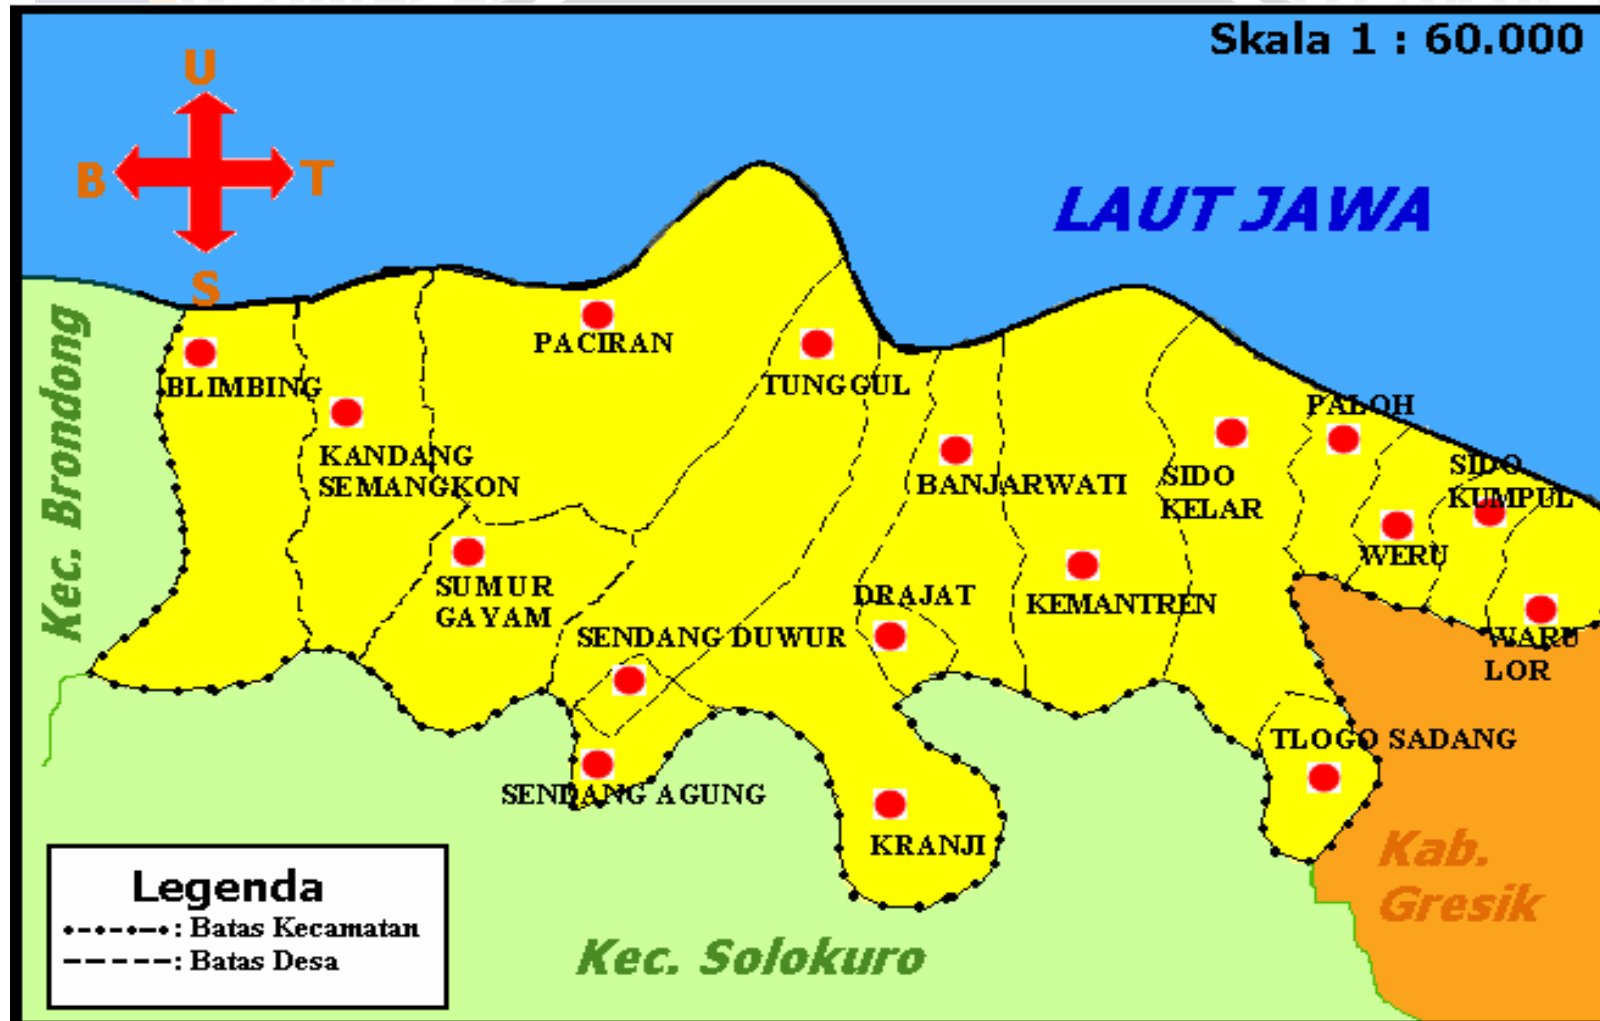 Skala 1 : 60.000
U
B
T
S
LAUT JAWA
Kec. Brondong
BLIMBING
KANDANG
SEMANGKON
PACIRAN
TUNGGUL
SUMUR
GAYAM
SENDANG DUWUR
SENDANG AGUNG
DRAJAT
KRANJI
BANJARWATI
KEMANTREN
SIDO
KELAR
PALOH
WERU
SIDO
KUMPUL
WARU
LOR
TLOGO SADANG
Kab.
Gresik
Kec. Solokuro
Legenda
: Batas Kecamatan
: Batas Desa